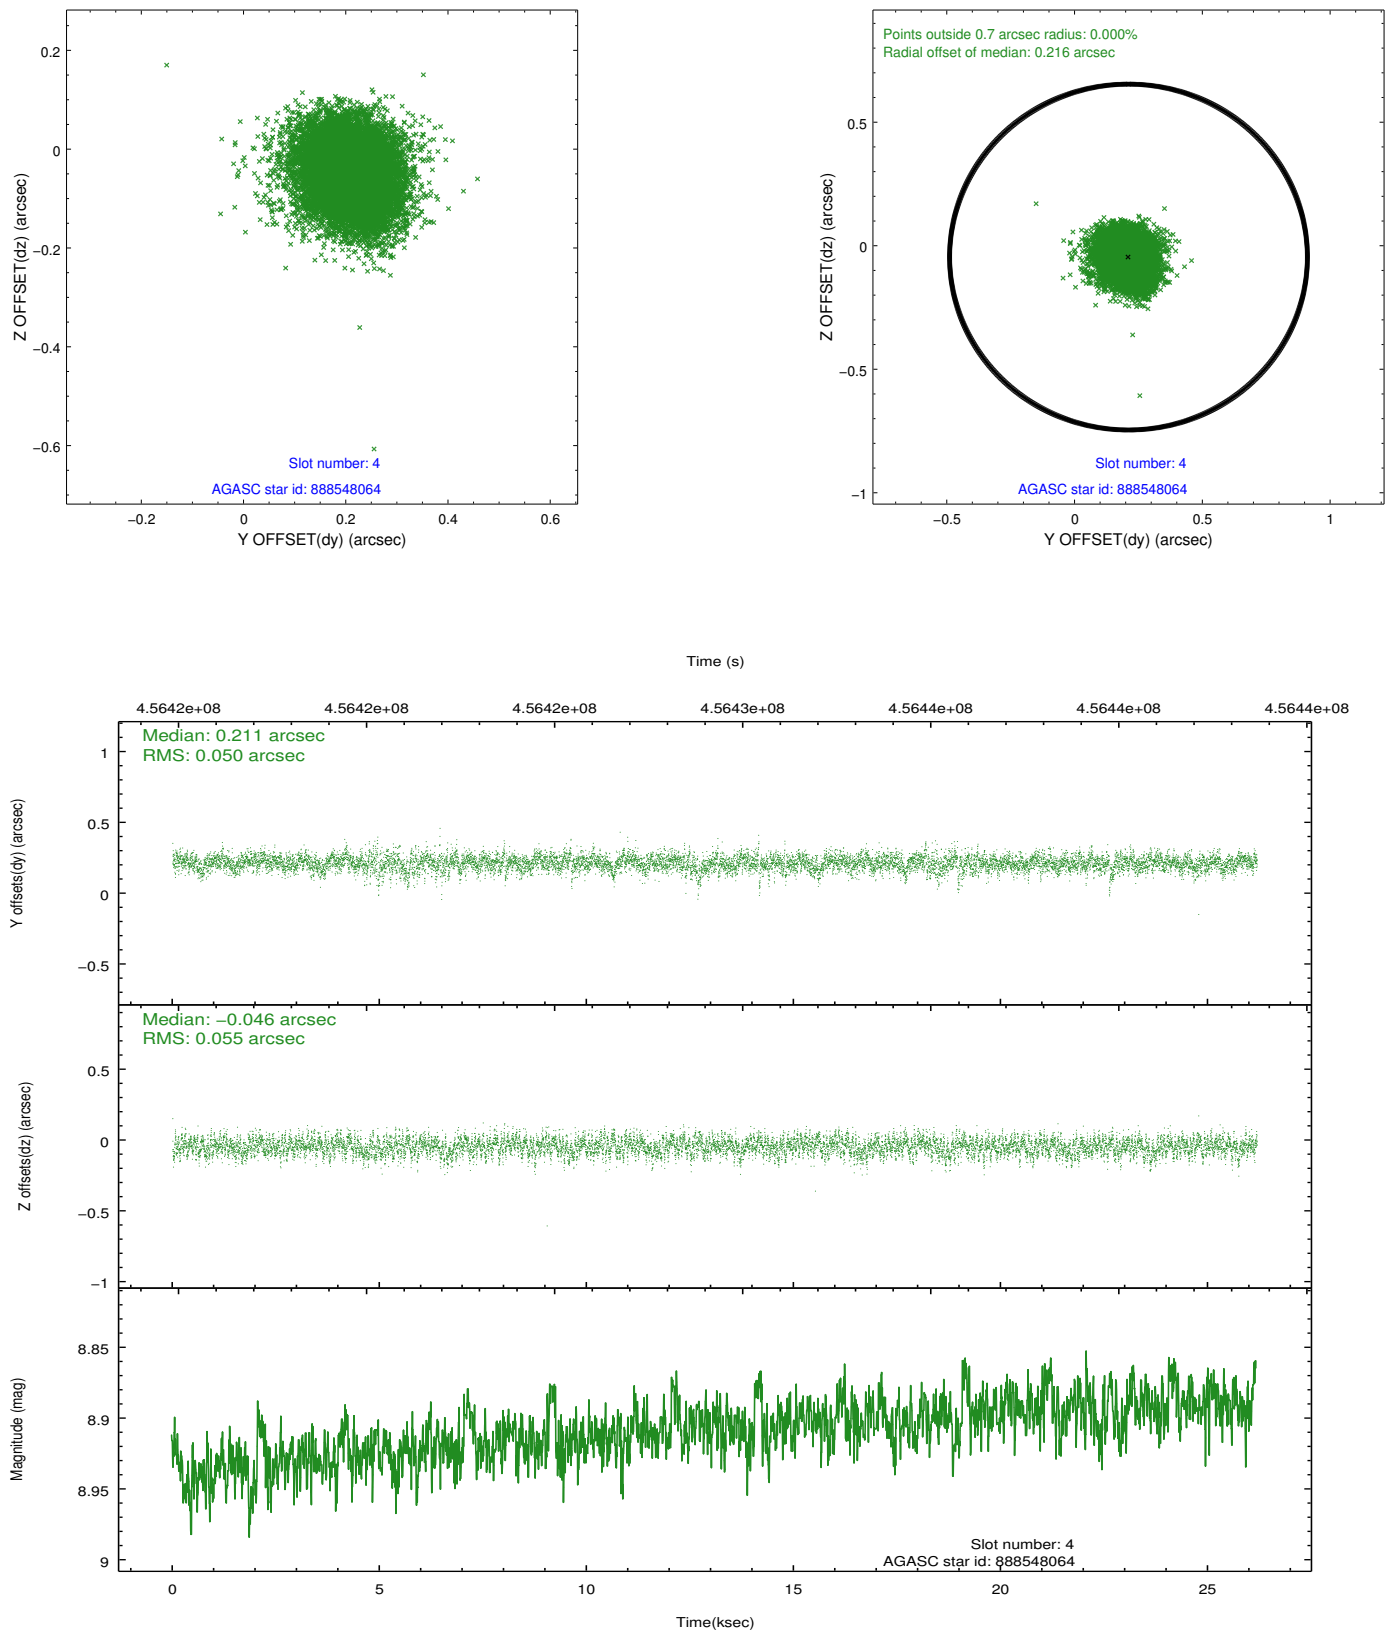 0.2
0
−0.2
−0.4
−0.6
Z OFFSET(dz) (arcsec)
Slot number: 4
AGASC star id: 888548064
−0.2
0
0.2
0.4
0.6
Y OFFSET(dy) (arcsec)
Points outside 0.7 arcsec radius: 0.000%
Radial offset of median: 0.216 arcsec
0.5
0
−0.5
−1
Z OFFSET(dz) (arcsec)
Slot number: 4
AGASC star id: 888548064
−0.5
0
0.5
1
Y OFFSET(dy) (arcsec)
Time (s)
4.5642e+08
4.5642e+08
4.5642e+08
4.5643e+08
4.5644e+08
4.5644e+08
4.5644e+08
Median: 0.211 arcsec
RMS: 0.050 arcsec
1
0.5
0
−0.5
Y offsets(dy) (arcsec)
Median: −0.046 arcsec
RMS: 0.055 arcsec
0.5
0
−0.5
−1
Z offsets(dz) (arcsec)
8.85
8.9
8.95
9
Magnitude (mag)
Slot number: 4
AGASC star id: 888548064
0
5
10
15
20
25
Time(ksec)